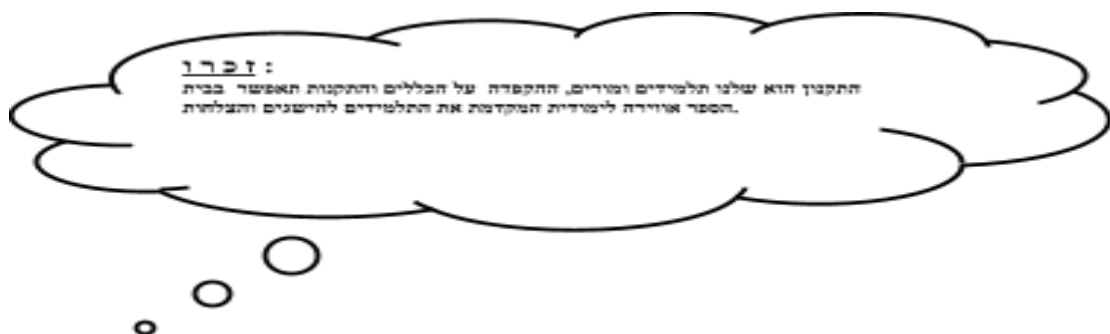 זכרו:
התקנון הוא שלנו תלמידים ומורים, ההקפדה על הכללים והתקנות תאפשר בבית
הספר אווירה לימודית המקדמת את התלמידים להישגים והצלחות.